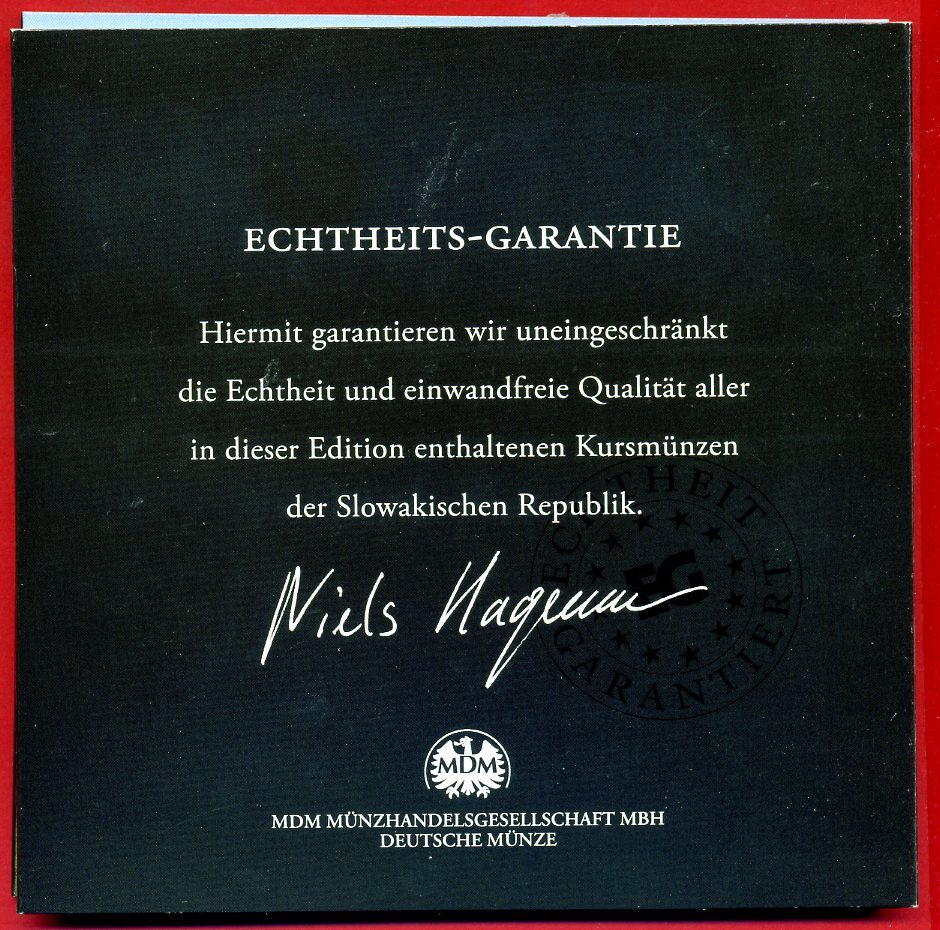 ECHTHEITS-GARANTIE
Hiermit garantieren wir uneingeschränkt
die Echtheit und einwandfreie Qualität aller
in dieser Edition enthaltenen Kursmünzen
der Slowakischen Republik.
ECHTHEIT
EG
GARANTIERT
Niels
MDM
MDM MÜNZHANDELSGESELLSCHAFT MBH
DEUTSCHE MÜNZE